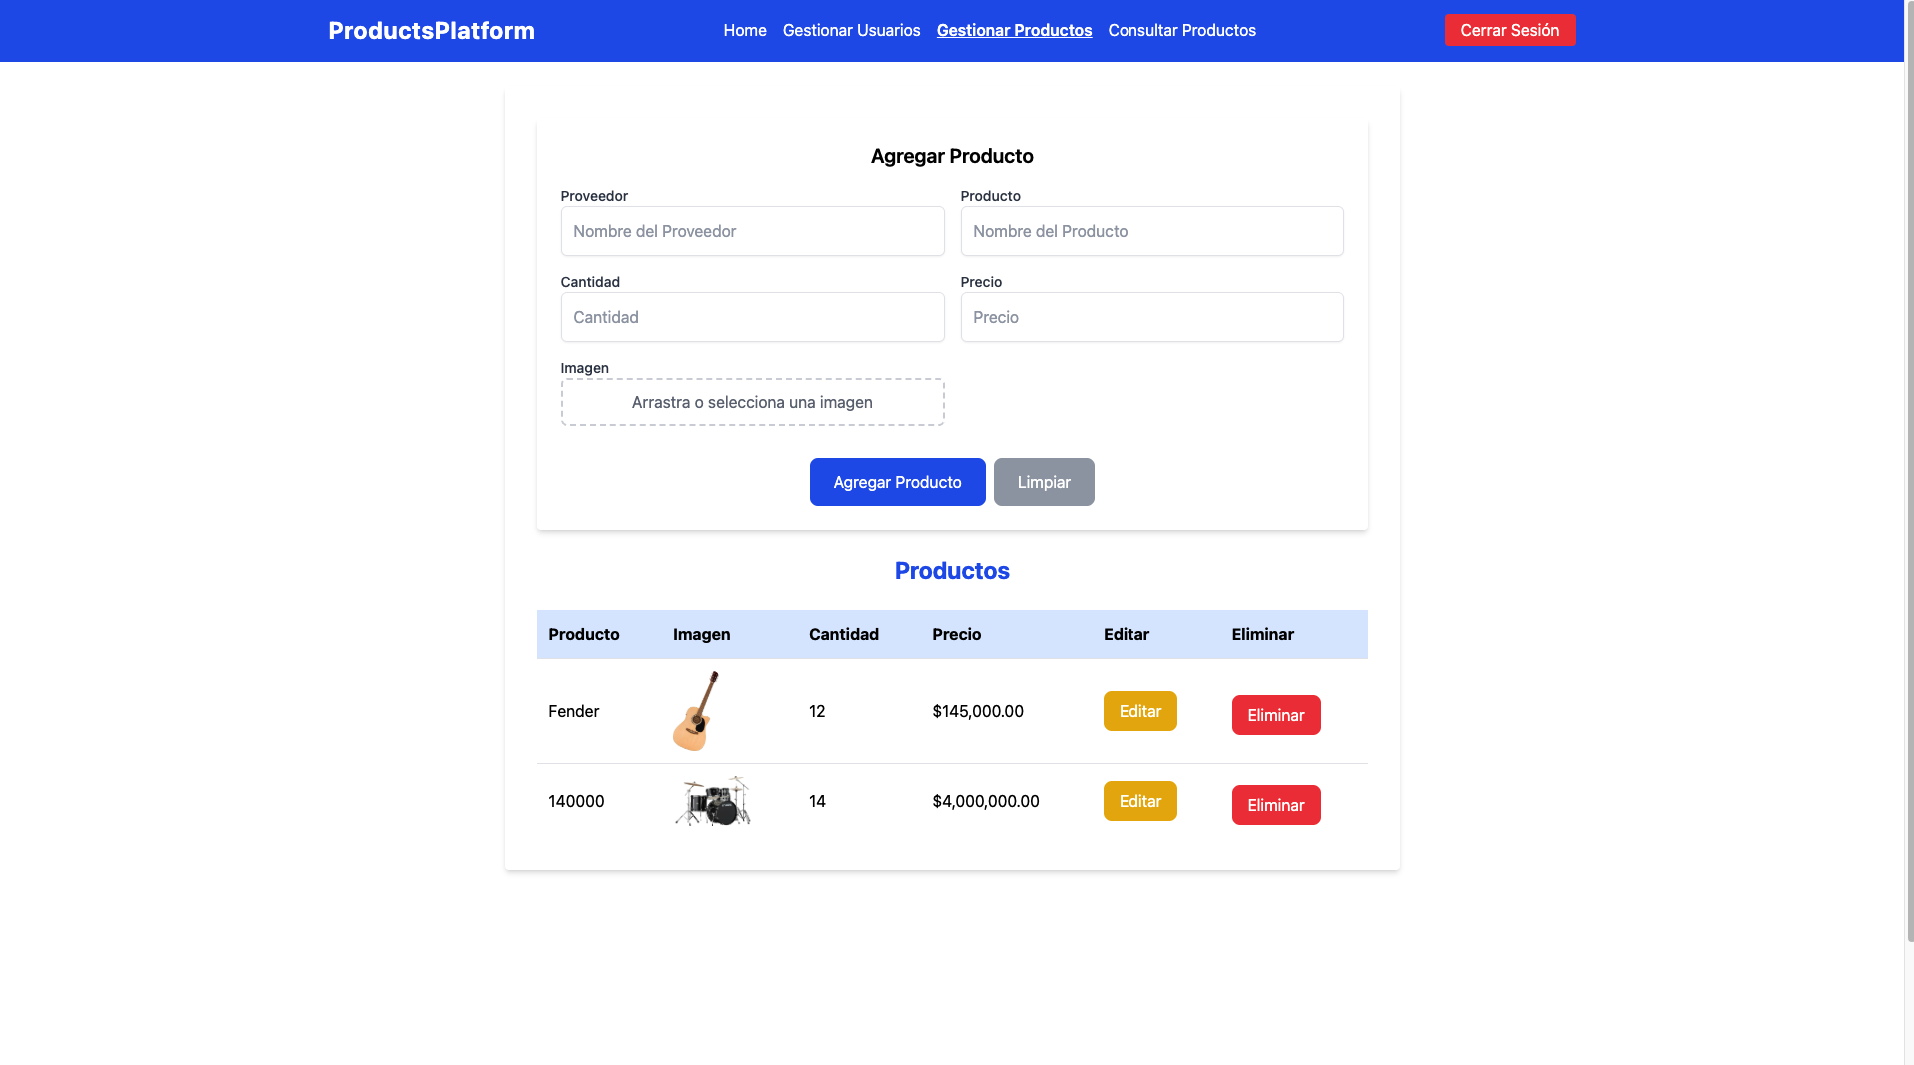 ProductsPlatform Home Gestionar Usuarios Gestionar Productos Consultar Productos Cerrar Sesión
Agregar Producto
Proveedor Producto
Nombre del Proveedor Nombre del Producto
Cantidad Precio
Cantidad Precio
Imagen
Arrastra o selecciona una imagen
Agregar Producto Limpiar
Productos
Producto Imagen Cantidad Precio Editar Eliminar
Fender 12 $145,000.00 Editar Eliminar
140000 14 $4,000,000.00 Editar Eliminar